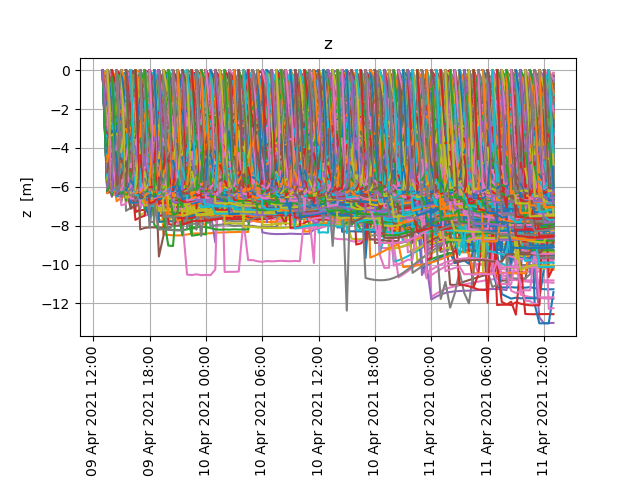 z
0
−2
−4
−6
−8
−10
−12
z [m]
09 Apr 2021 12:00
09 Apr 2021 18:00
10 Apr 2021 00:00
10 Apr 2021 06:00
10 Apr 2021 12:00
10 Apr 2021 18:00
11 Apr 2021 00:00
11 Apr 2021 06:00
11 Apr 2021 12:00